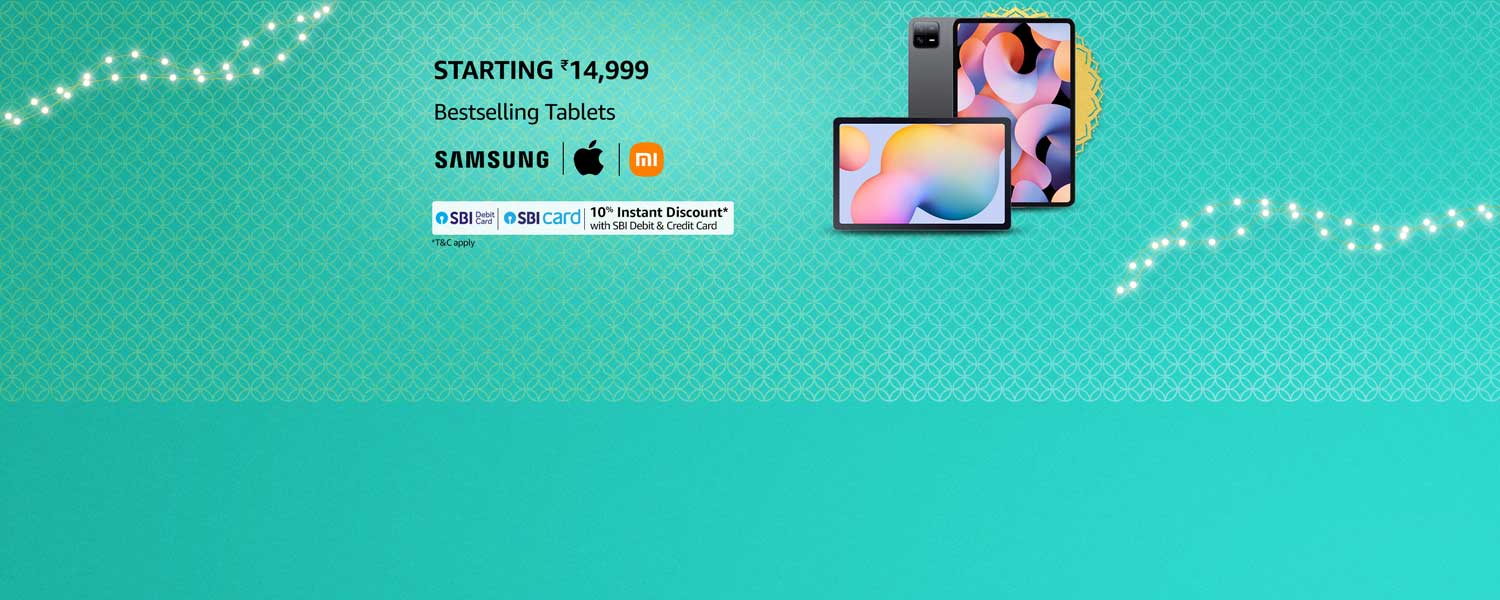 STARTING ₹14,999
Bestselling Tablets
SAMSUNG
mi
SBI Debit Card
SBI card
10% Instant Discount*
with SBI Debit & Credit Card
*T&C apply